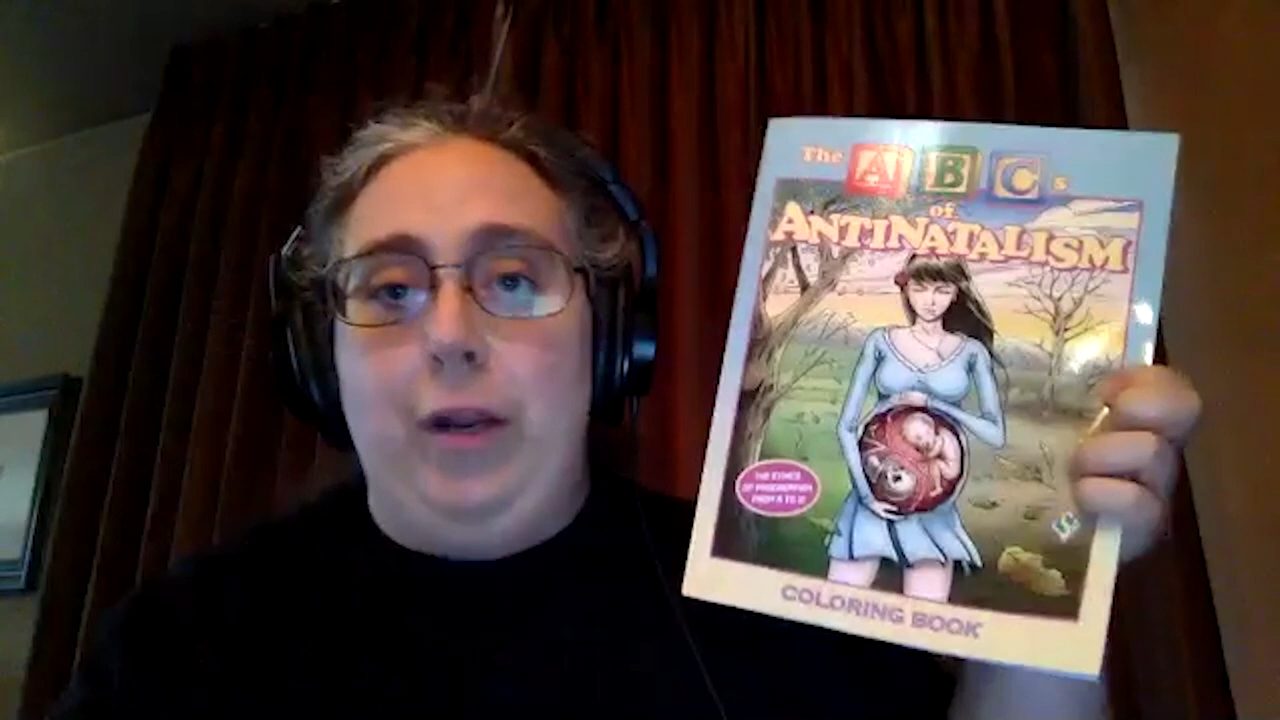 The ABCs
of
ANTINATALISM
THE ETHICS
OF PROCREATION
FROM A TO Z!
COLORING BOOK